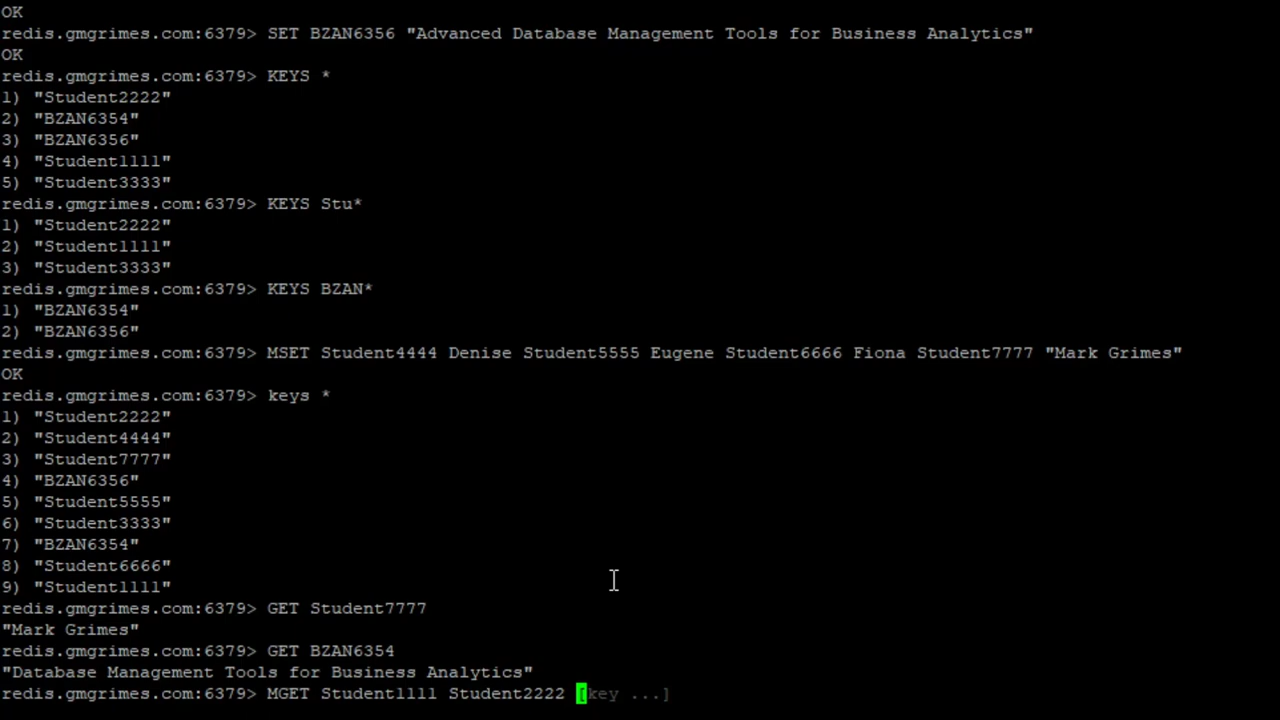 OK
redis.gmgrimes.com:6379> SET BZAN6356 "Advanced Database Management Tools for Business Analytics"
OK
redis.gmgrimes.com:6379> KEYS *
1) "Student2222"
2) "BZAN6354"
3) "BZAN6356"
4) "Student1111"
5) "Student3333"
redis.gmgrimes.com:6379> KEYS Stu*
1) "Student2222"
2) "Student1111"
3) "Student3333"
redis.gmgrimes.com:6379> KEYS BZAN*
1) "BZAN6354"
2) "BZAN6356"
redis.gmgrimes.com:6379> MSET Student4444 Denise Student5555 Eugene Student6666 Fiona Student7777 "Mark Grimes"
OK
redis.gmgrimes.com:6379> keys *
1) "Student2222"
2) "Student4444"
3) "Student7777"
4) "BZAN6356"
5) "Student5555"
6) "Student3333"
7) "BZAN6354"
8) "Student6666"
9) "Student1111"
redis.gmgrimes.com:6379> GET Student7777
"Mark Grimes"
redis.gmgrimes.com:6379> GET BZAN6354
"Database Management Tools for Business Analytics"
redis.gmgrimes.com:6379> MGET Student1111 Student2222 [key ...]